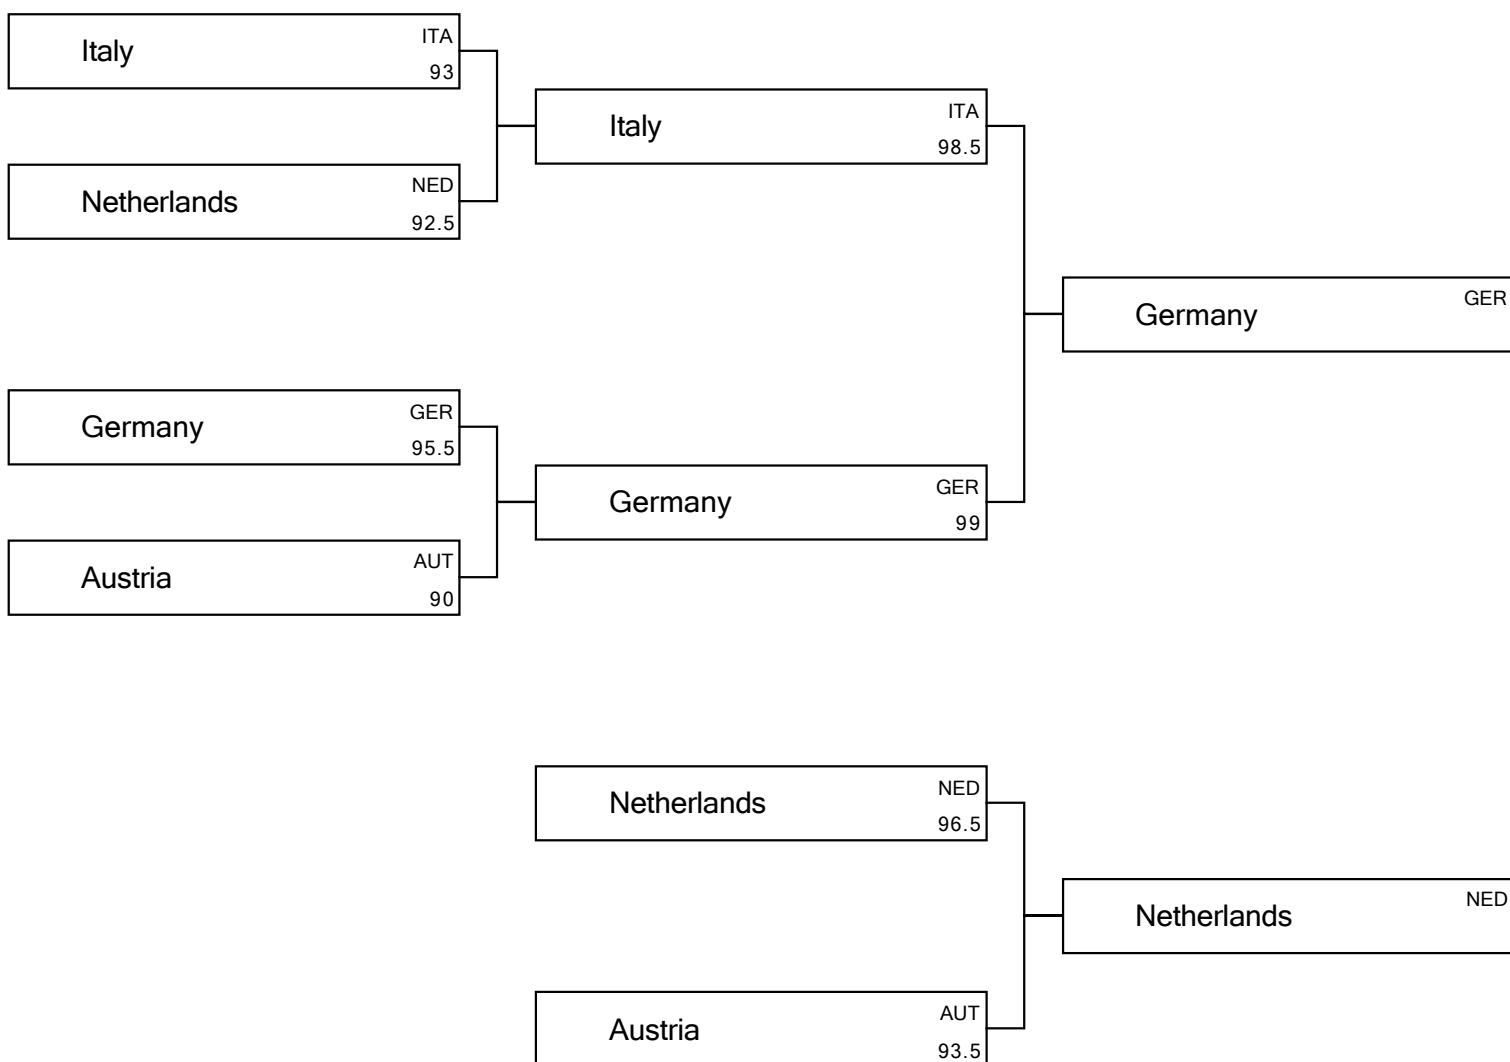 Italy ITA
93
Netherlands NED
92.5
Italy ITA
98.5
Germany GER
95.5
Austria AUT
90
Germany GER
99
Germany GER
Netherlands NED
96.5
Austria AUT
93.5
Netherlands NED